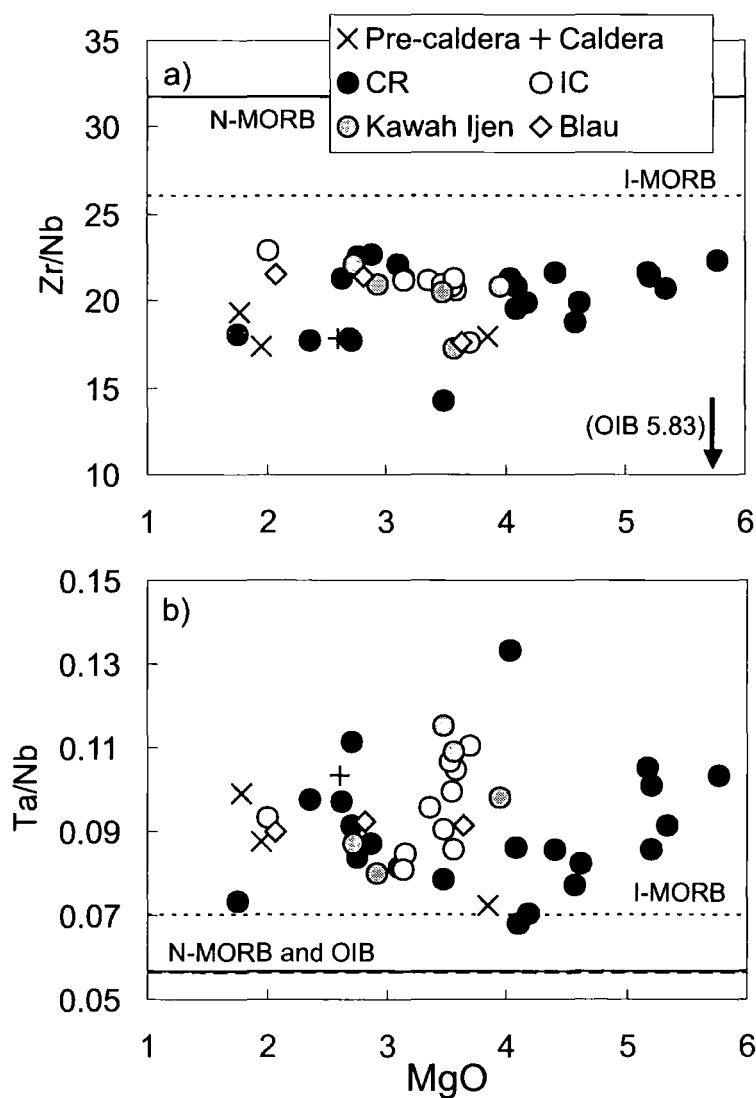 a)
× Pre-caldera + Caldera
CR IC
Kawah Ijen Blau
N-MORB
I-MORB
(OIB 5.83)
Zr/Nb
35
30
25
20
15
10
1 2 3 4 5 6
b)
I-MORB
N-MORB and OIB
Ta/Nb
0.15
0.13
0.11
0.09
0.07
0.05
1 2 3 4 5 6
MgO